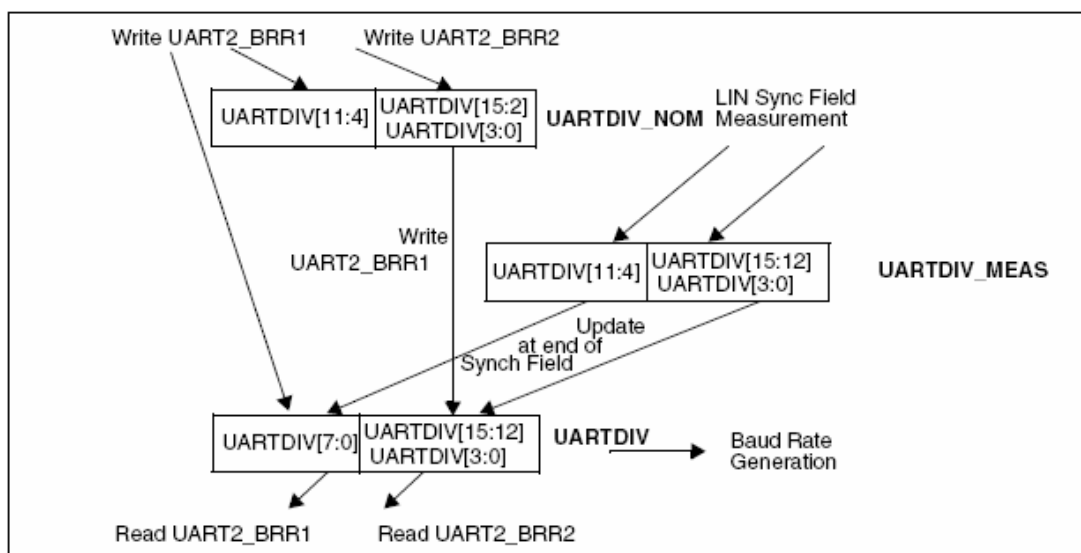 Write UART2_BRR1
Write UART2_BRR2
UARTDIV[11:4]
UARTDIV[15:2]
UARTDIV[3:0]
UARTDIV_NOM
LIN Sync Field
Measurement
Write
UART2_BRR1
UARTDIV[11:4]
UARTDIV[15:12]
UARTDIV[3:0]
UARTDIV_MEAS
Update
at end of
Synch Field
UARTDIV[7:0]
UARTDIV[15:12]
UARTDIV[3:0]
UARTDIV
Baud Rate
Generation
Read UART2_BRR1
Read UART2_BRR2